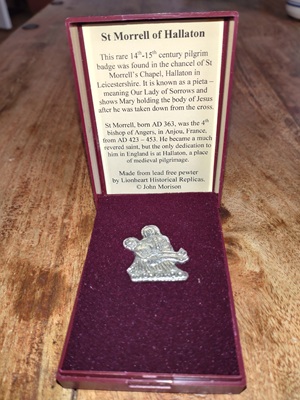 St Morrell of Hallaton
This rare 14th-15th century pilgrim
badge was found in the chancel of St
Morrell's Chapel, Hallaton in
Leicestershire. It is known as a pieta –
meaning Our Lady of Sorrows and
shows Mary holding the body of Jesus
after he was taken down from the cross.
St Morrell, born AD 363, was the 4th
bishop of Angers, in Anjou, France,
from AD 423 – 453. He became a much
revered saint, but the only dedication to
him in England is at Hallaton, a place
of medieval pilgrimage.
Made from lead free pewter
by Lionheart Historical Replicas.
© John Morison